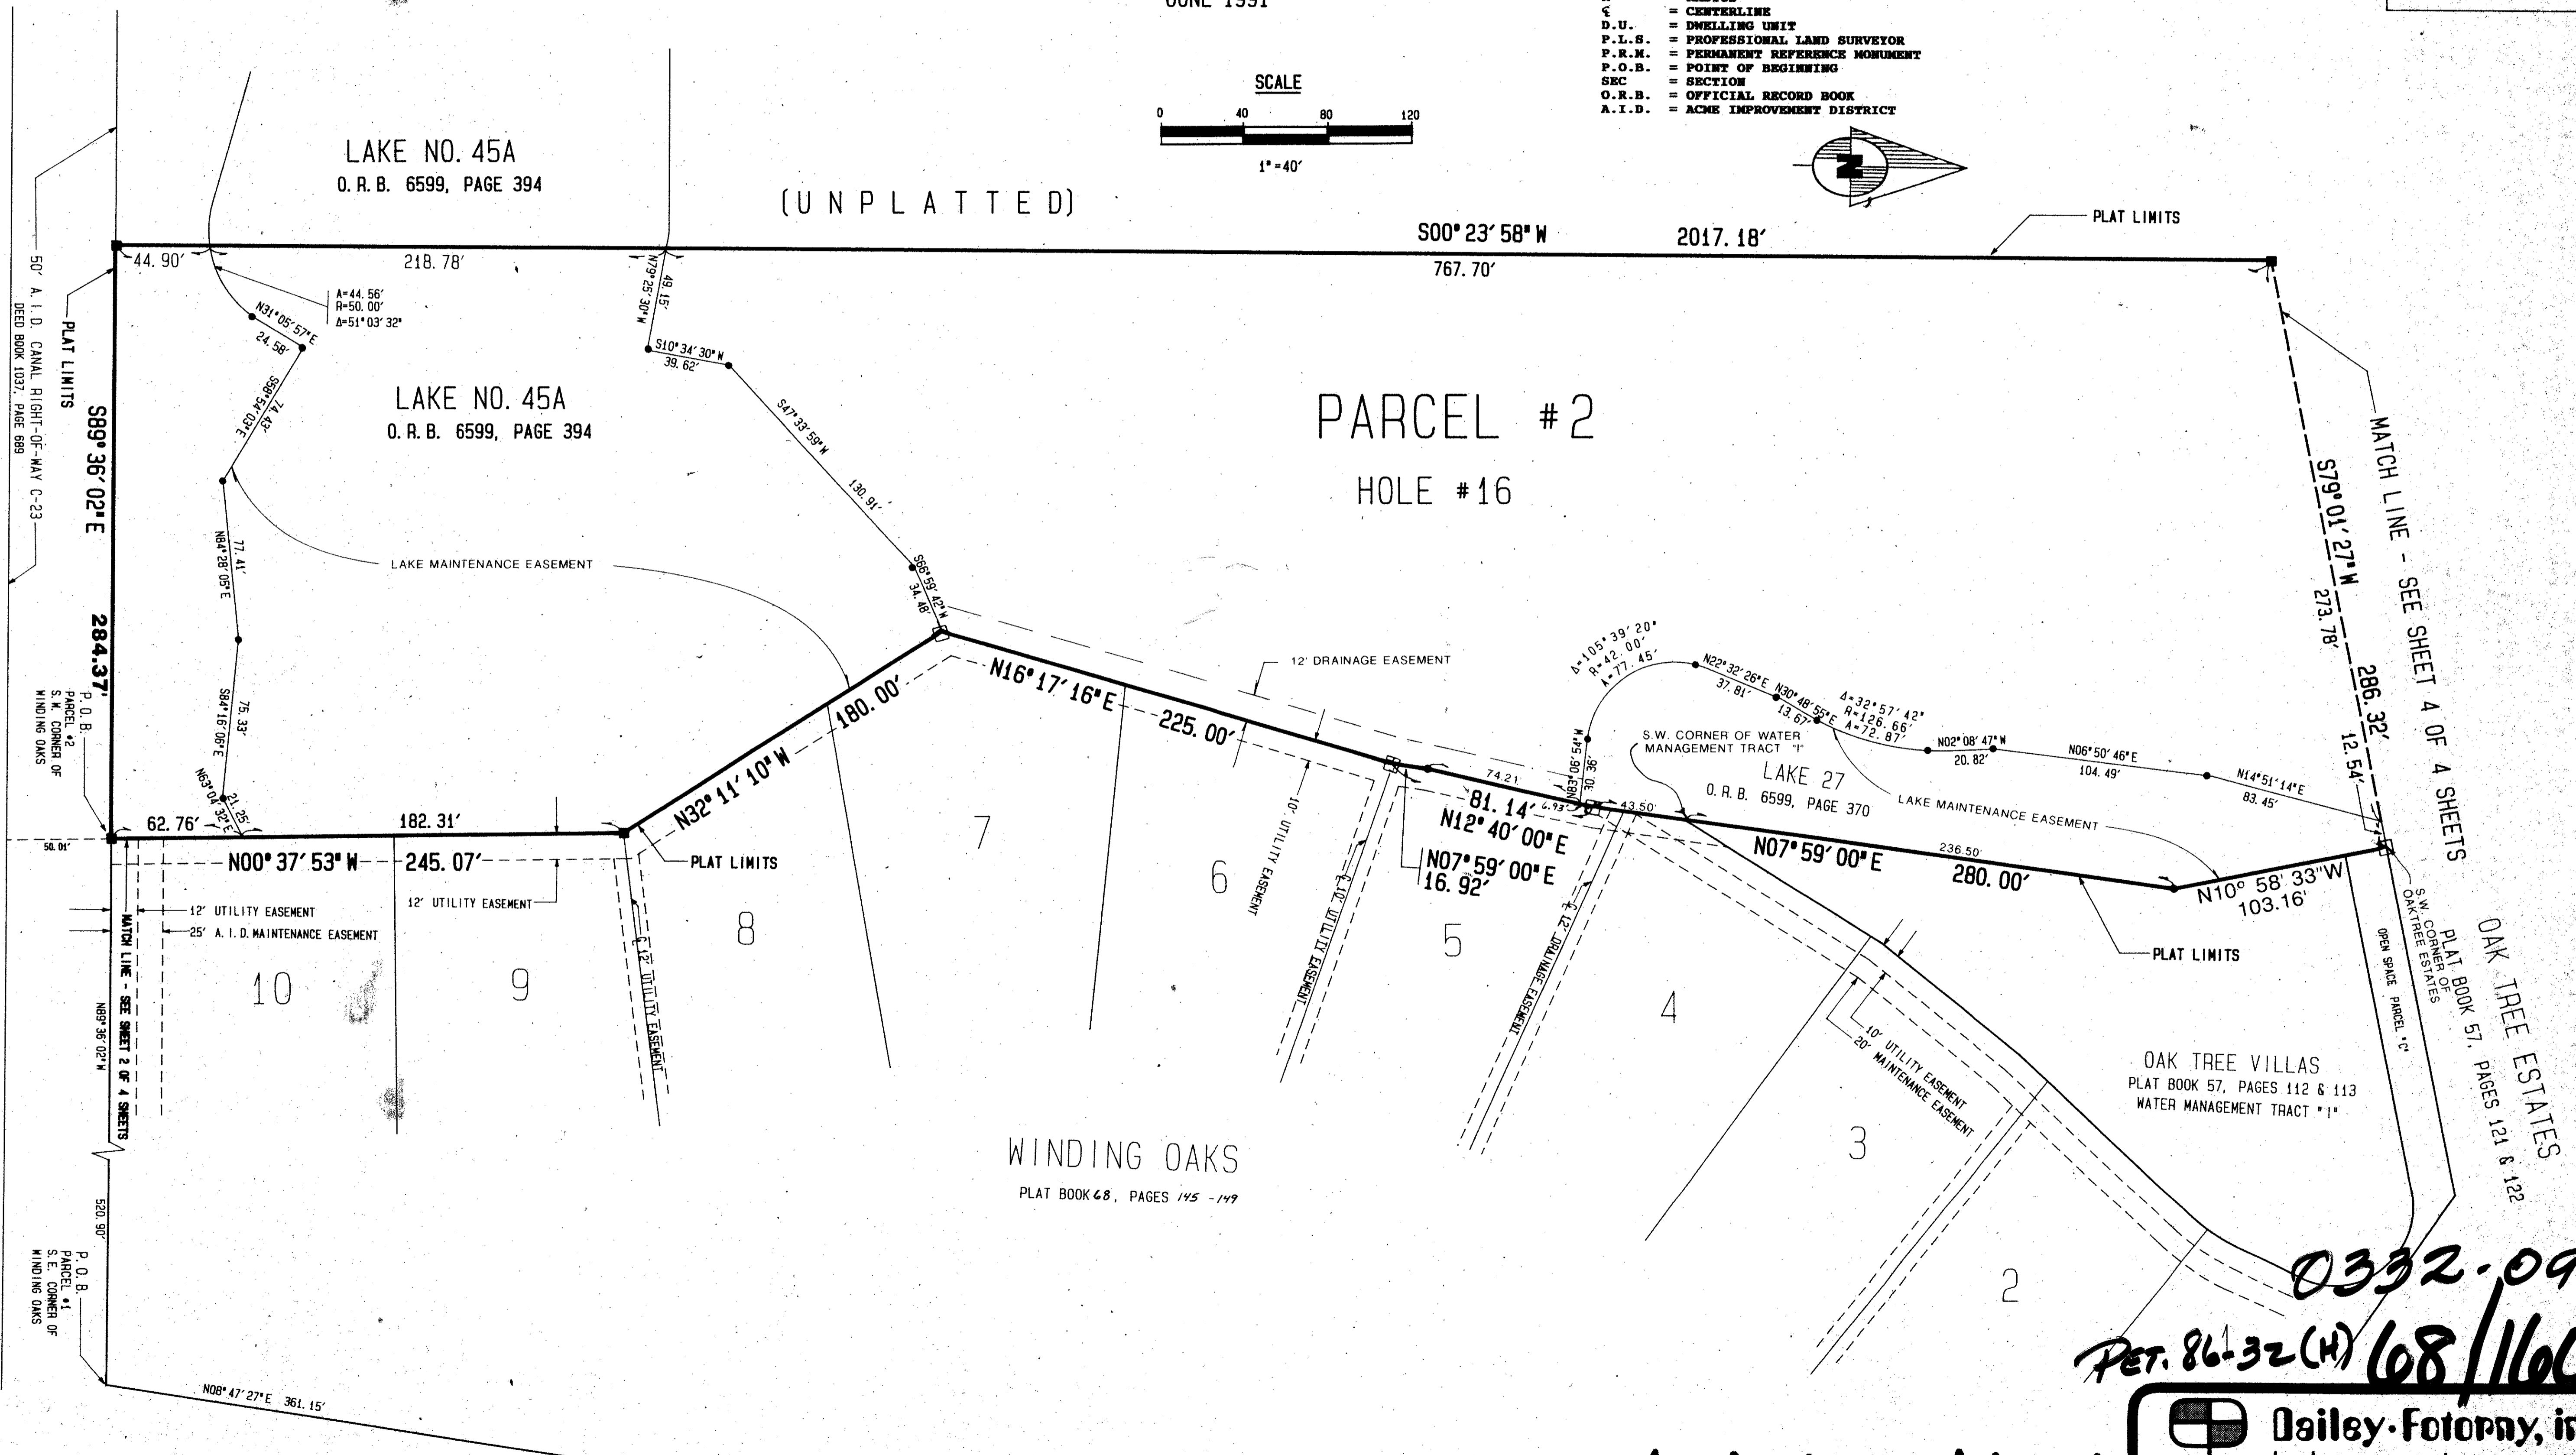 JUNE 1991
℄ = CENTERLINE
D.U. = DWELLING UNIT
P.L.S. = PROFESSIONAL LAND SURVEYOR
P.R.M. = PERMANENT REFERENCE MONUMENT
P.O.B. = POINT OF BEGINNING
SEC = SECTION
O.R.B. = OFFICIAL RECORD BOOK
A.I.D. = ACME IMPROVEMENT DISTRICT
SCALE
0 40 80 120
1" =40'
N
LAKE NO. 45A
O. R. B. 6599, PAGE 394
(UNPLATTED)
S00° 23' 58" W 2017. 18'
PLAT LIMITS
44. 90'
218. 78'
767. 70'
50' A. I. D. CANAL RIGHT-OF-WAY C-23
DEED BOOK 1037, PAGE 689
PLAT LIMITS
S89° 36' 02" E
284.37'
A=44. 56'
R=50. 00'
Δ=51° 03' 32"
N31° 05' 57" E
24. 58'
S58° 54' 03" E
74. 43'
N79° 25' 30" W
49. 15'
S10° 34' 30" W
39. 62'
LAKE NO. 45A
O. R. B. 6599, PAGE 394
S47° 33' 59" W
130. 91'
PARCEL #2
HOLE #16
MATCH LINE - SEE SHEET 4 OF 4 SHEETS
S79° 01' 27" W
273. 78'
286. 32'
12. 54'
77. 41'
N84° 28' 05" E
LAKE MAINTENANCE EASEMENT
S66° 59' 42" W
34. 48'
75. 33'
S84° 16' 06" E
N63° 04' 32" E
21. 25'
P. O. B.
PARCEL #2
S. W. CORNER OF
WINDING OAKS
N16° 17' 16" E
225. 00'
12' DRAINAGE EASEMENT
Δ=105° 39' 20"
R=42. 00'
A=77. 45'
N22° 32' 26" E
37. 81'
N30° 48' 55" E
13. 67'
Δ=32° 57' 42"
R=126. 66'
A=72. 87'
N02° 08' 47" W
20. 82'
N06° 50' 46" E
104. 49'
N14° 51' 14" E
83. 45'
S.W. CORNER OF WATER
MANAGEMENT TRACT "I"
LAKE 27
O. R. B. 6599, PAGE 370
LAKE MAINTENANCE EASEMENT
N83° 06' 54" W
30. 36'
74.21'
6.93'
43.50'
81. 14'
N12° 40' 00" E
N07° 59' 00" E
16. 92'
N07° 59' 00" E
236.50'
280. 00'
N10° 58' 33" W
103.16'
180. 00'
N32° 11' 10" W
62. 76'
182. 31'
50. 01'
N00° 37' 53" W
245. 07'
PLAT LIMITS
12' UTILITY EASEMENT
25' A. I. D. MAINTENANCE EASEMENT
12' UTILITY EASEMENT
MATCH LINE - SEE SHEET 2 OF 4 SHEETS
N89° 36' 02" W
℄ 12' UTILITY EASEMENT
10' UTILITY EASEMENT
℄ 10' UTILITY EASEMENT
℄ 12' DRAINAGE EASEMENT
10
9
8
7
6
5
4
3
2
PLAT LIMITS
10' UTILITY EASEMENT
20' MAINTENANCE EASEMENT
S.W. CORNER OF
OAKTREE ESTATES
OPEN SPACE PARCEL "C"
OAK TREE ESTATES
PLAT BOOK 57, PAGES 121 & 122
OAK TREE VILLAS
PLAT BOOK 57, PAGES 112 & 113
WATER MANAGEMENT TRACT "I"
WINDING OAKS
PLAT BOOK 68, PAGES 145 - 149
520. 90'
P. O. B.
PARCEL #1
S. E. CORNER OF
WINDING OAKS
N08° 47' 27" E 361. 15'
0332-09
PET. 86-32 (H) 68/160
Dailey·Fotorny, in